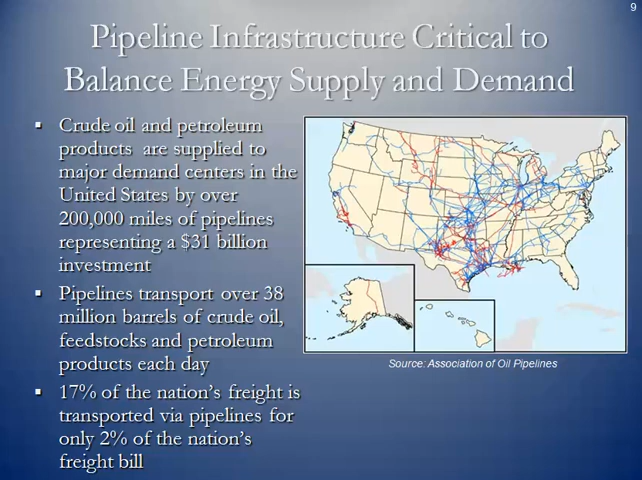 9
Pipeline Infrastructure Critical to
Balance Energy Supply and Demand
▪ Crude oil and petroleum
products are supplied to
major demand centers in the
United States by over
200,000 miles of pipelines
representing a $31 billion
investment
▪ Pipelines transport over 38
million barrels of crude oil,
feedstocks and petroleum
products each day
▪ 17% of the nation's freight is
transported via pipelines for
only 2% of the nation's
freight bill
Source: Association of Oil Pipelines